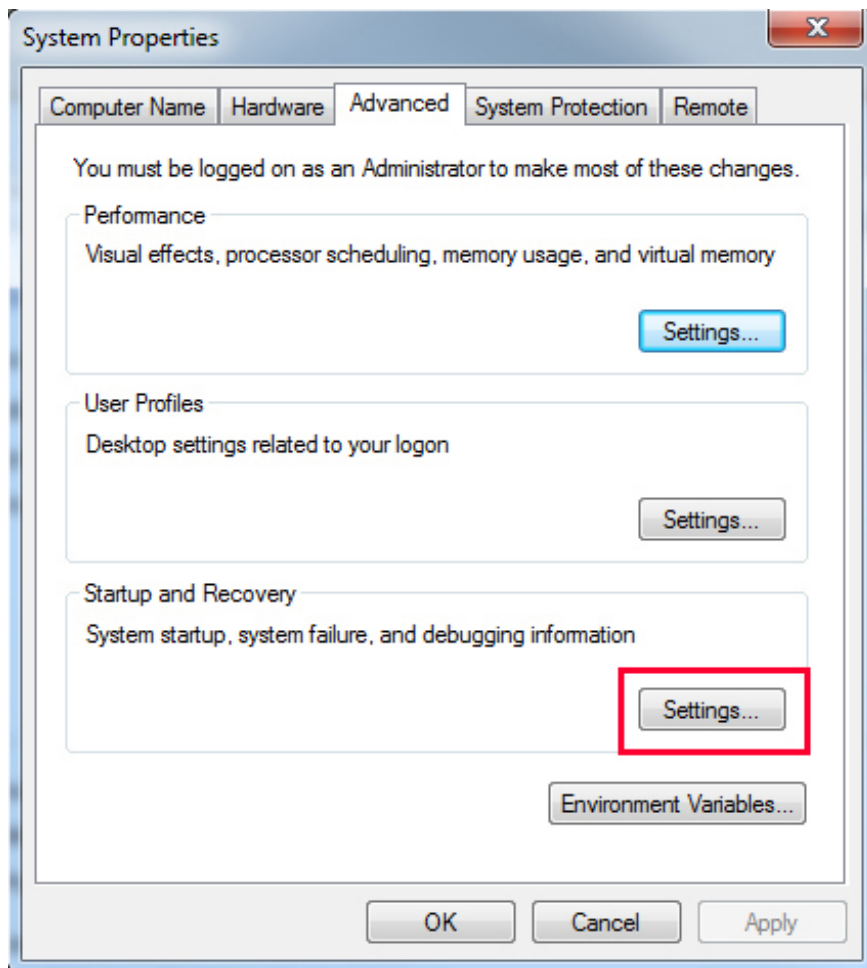 System Properties
Computer Name Hardware Advanced System Protection Remote
You must be logged on as an Administrator to make most of these changes.
Performance
Visual effects, processor scheduling, memory usage, and virtual memory
Settings...
User Profiles
Desktop settings related to your logon
Settings...
Startup and Recovery
System startup, system failure, and debugging information
Settings...
Environment Variables...
OK Cancel Apply